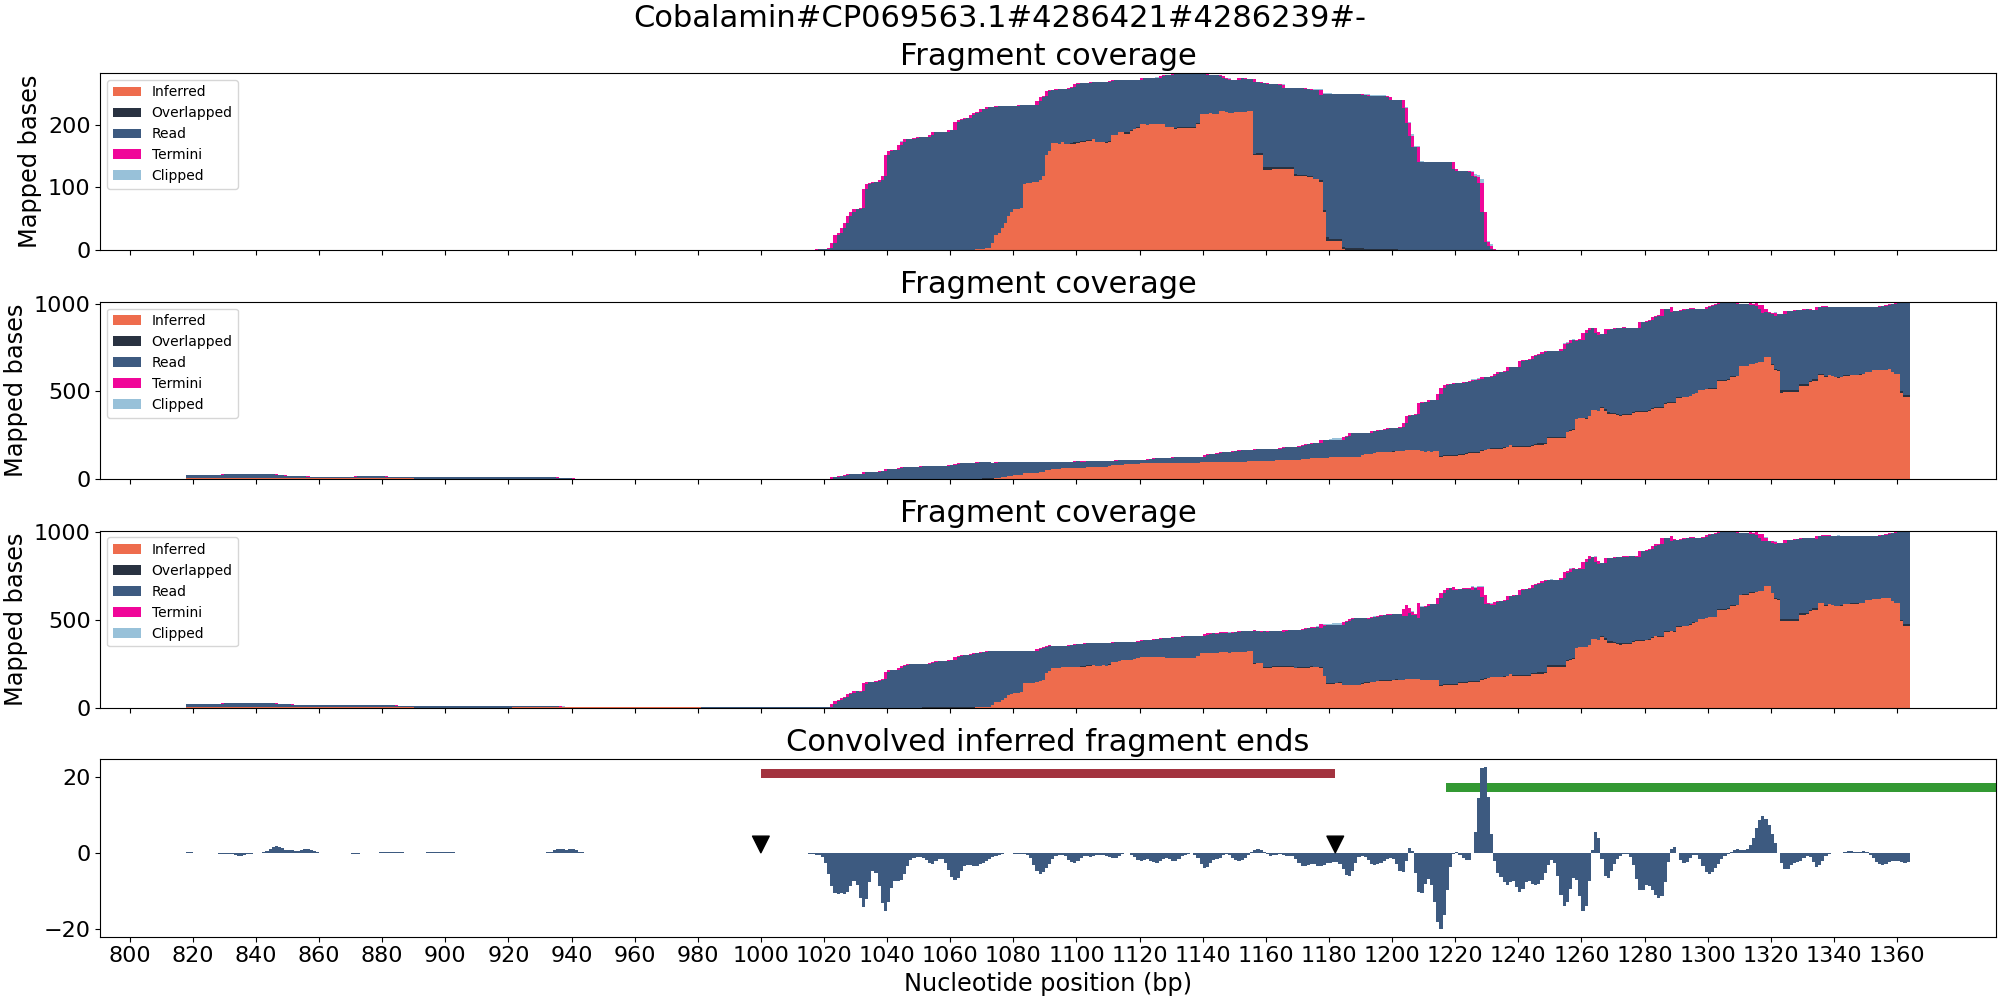 Cobalamin#CP069563.1#4286421#4286239#-
Fragment coverage
Mapped bases
200
100
0
Inferred
Overlapped
Read
Termini
Clipped
Fragment coverage
Mapped bases
1000
500
0
Inferred
Overlapped
Read
Termini
Clipped
Fragment coverage
Mapped bases
1000
500
0
Inferred
Overlapped
Read
Termini
Clipped
Convolved inferred fragment ends
20
0
−20
800 820 840 860 880 900 920 940 960 980 1000 1020 1040 1060 1080 1100 1120 1140 1160 1180 1200 1220 1240 1260 1280 1300 1320 1340 1360
Nucleotide position (bp)